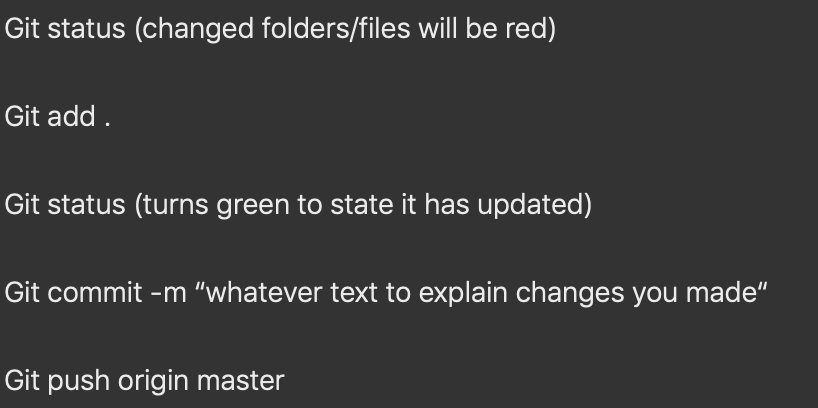 Git status (changed folders/files will be red)
Git add .
Git status (turns green to state it has updated)
Git commit -m “whatever text to explain changes you made“
Git push origin master